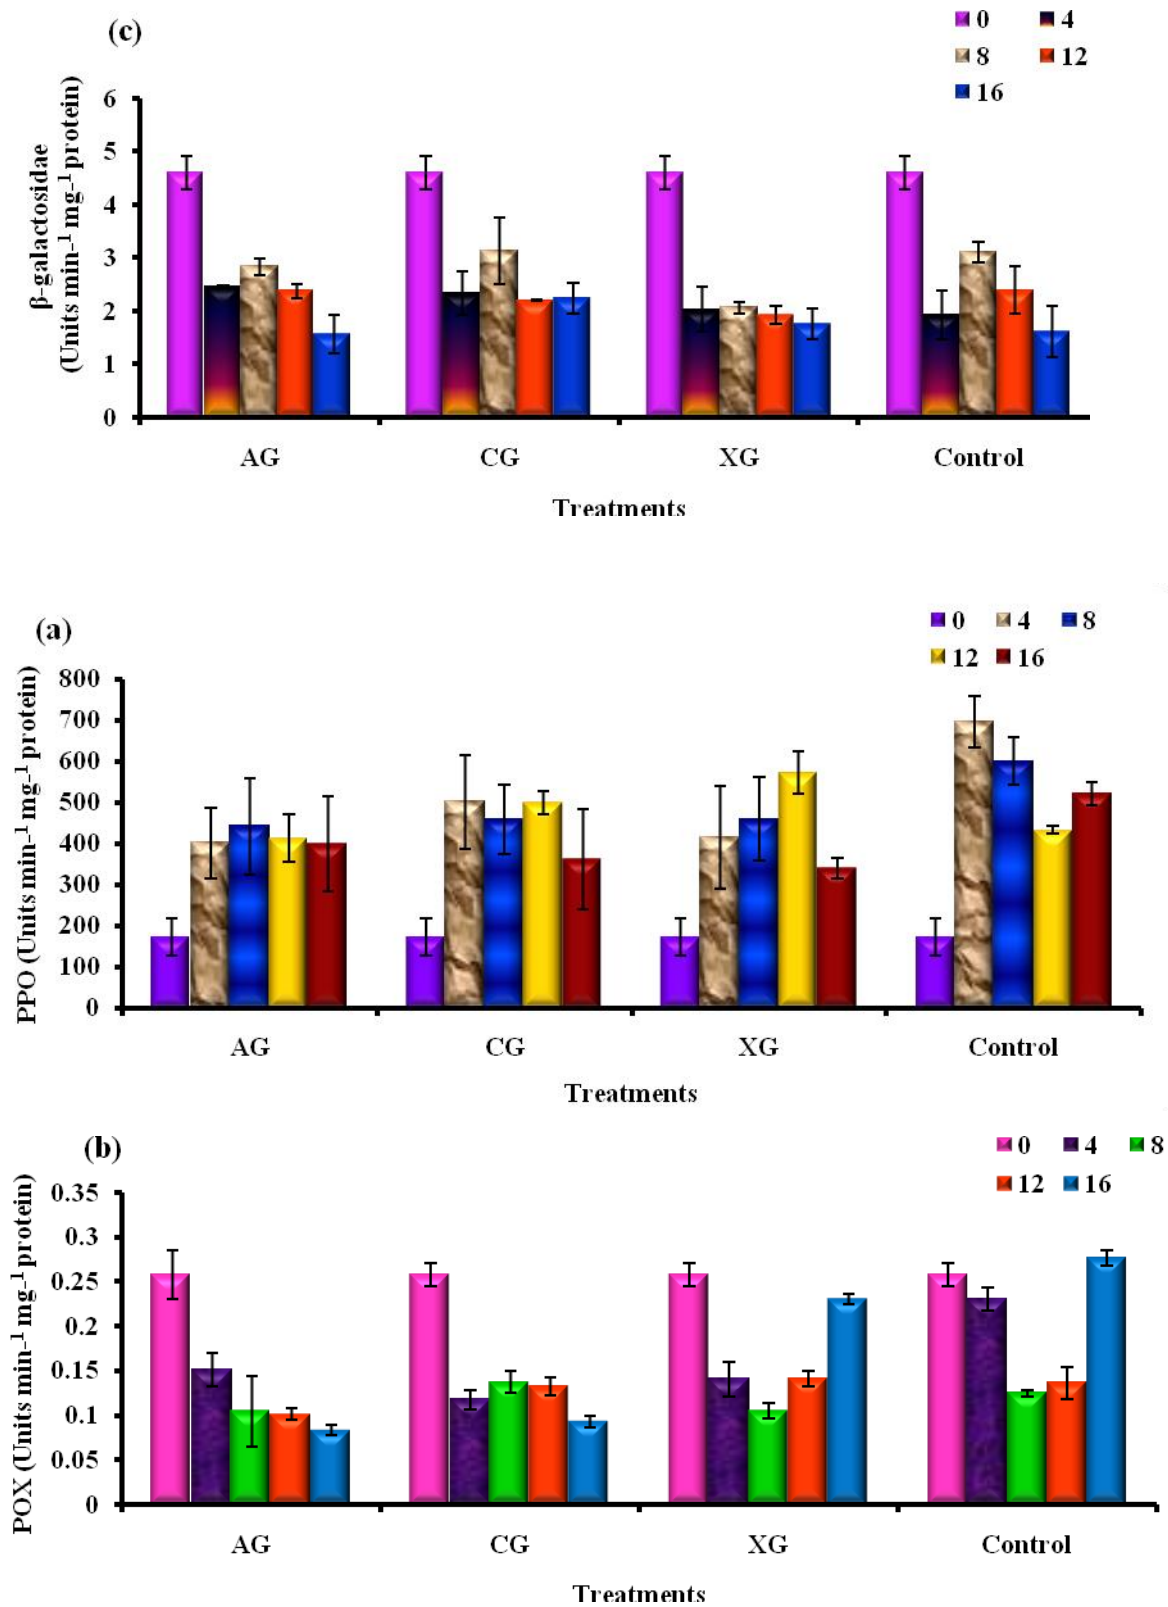 (c)
0 4
8 12
16
β-galactosidae
(Units min-¹ mg-¹ protein)
6
5
4
3
2
1
0
AG CG XG Control
Treatments
(a)
0 4 8
12 16
PPO (Units min-¹ mg-¹ protein)
800
700
600
500
400
300
200
100
0
AG CG XG Control
Treatments
(b)
0 4 8
12 16
POX (Units min-¹ mg-¹ protein)
0.35
0.3
0.25
0.2
0.15
0.1
0.05
0
AG CG XG Control
Treatments